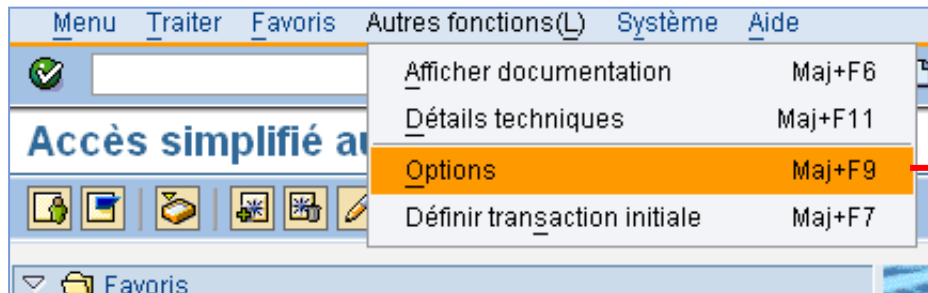 Menu Traiter Favoris Autres fonctions(L) Système Aide
Afficher documentation Maj+F6
Détails techniques Maj+F11
Accès simplifié
Options Maj+F9
Définir transaction initiale Maj+F7
Favoris